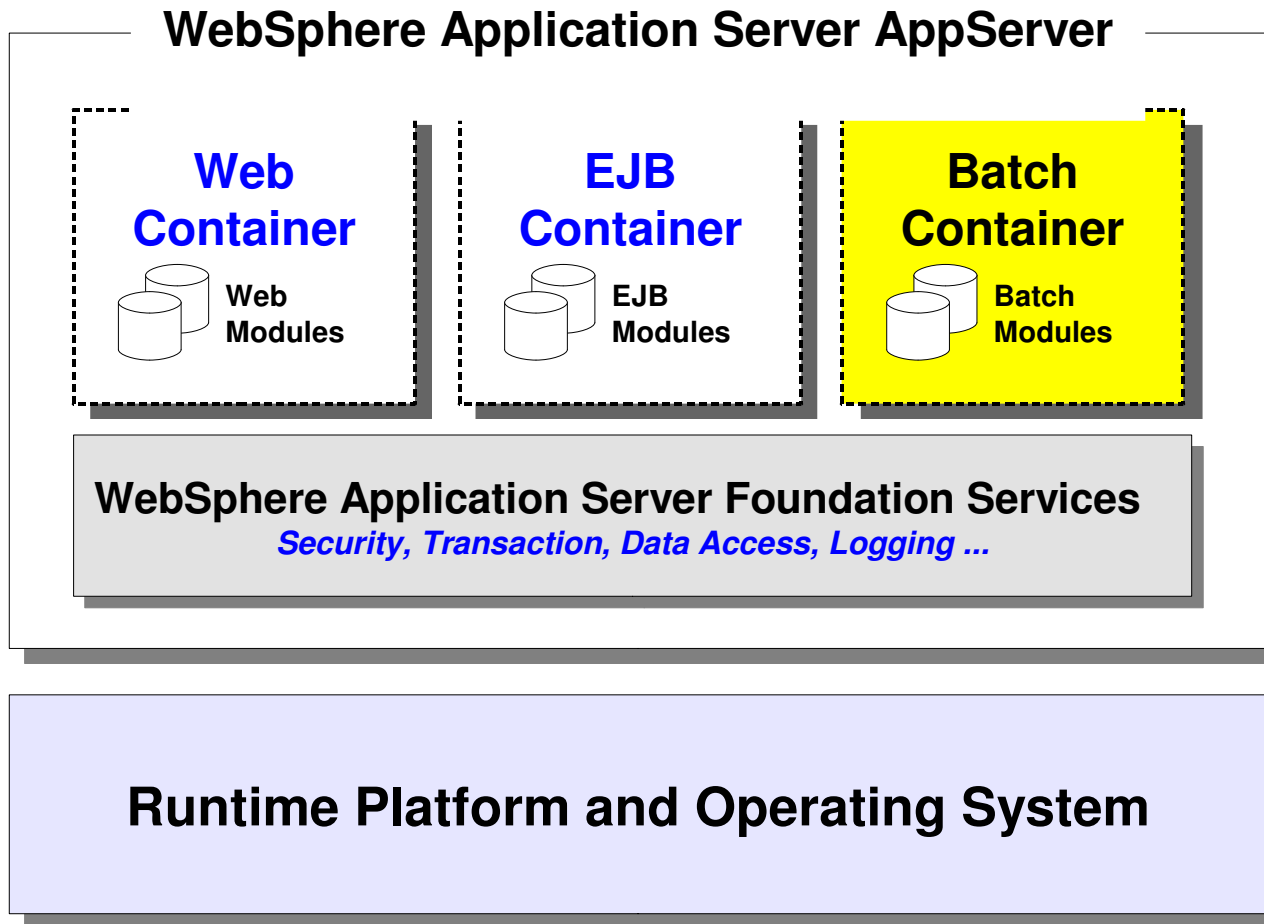 WebSphere Application Server AppServer
Web
Container
Web
Modules
EJB
Container
EJB
Modules
Batch
Container
Batch
Modules
WebSphere Application Server Foundation Services
Security, Transaction, Data Access, Logging ...
Runtime Platform and Operating System